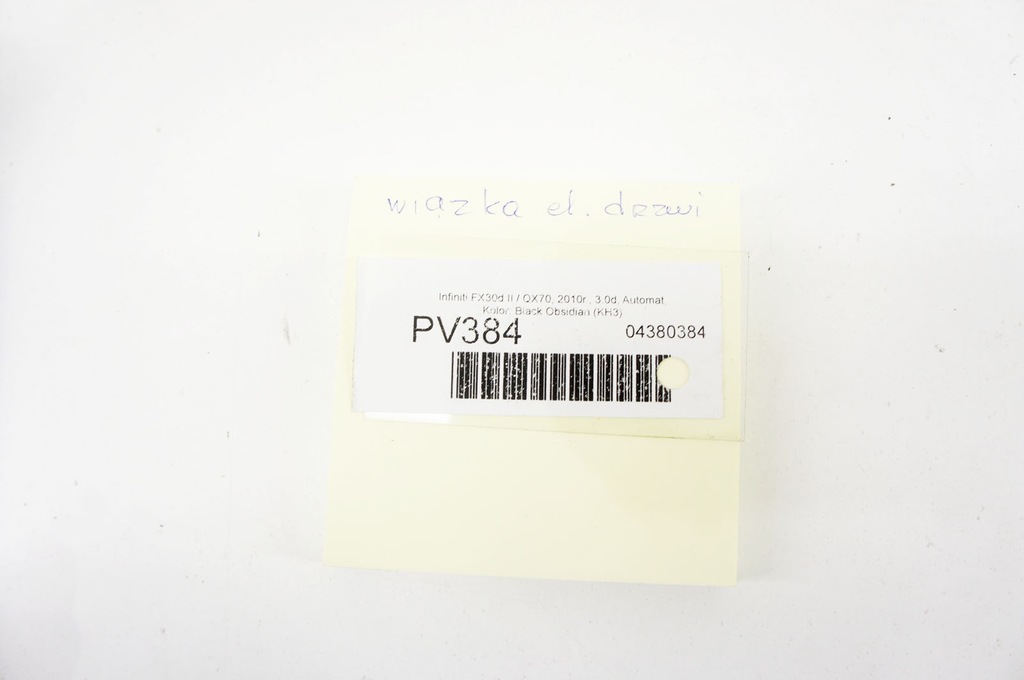 wiązka el. drzwi
Infiniti FX30d II / QX70, 2010r., 3.0d, Automat.
Kolor: Black Obsidian (KH3)
PV384 04380384